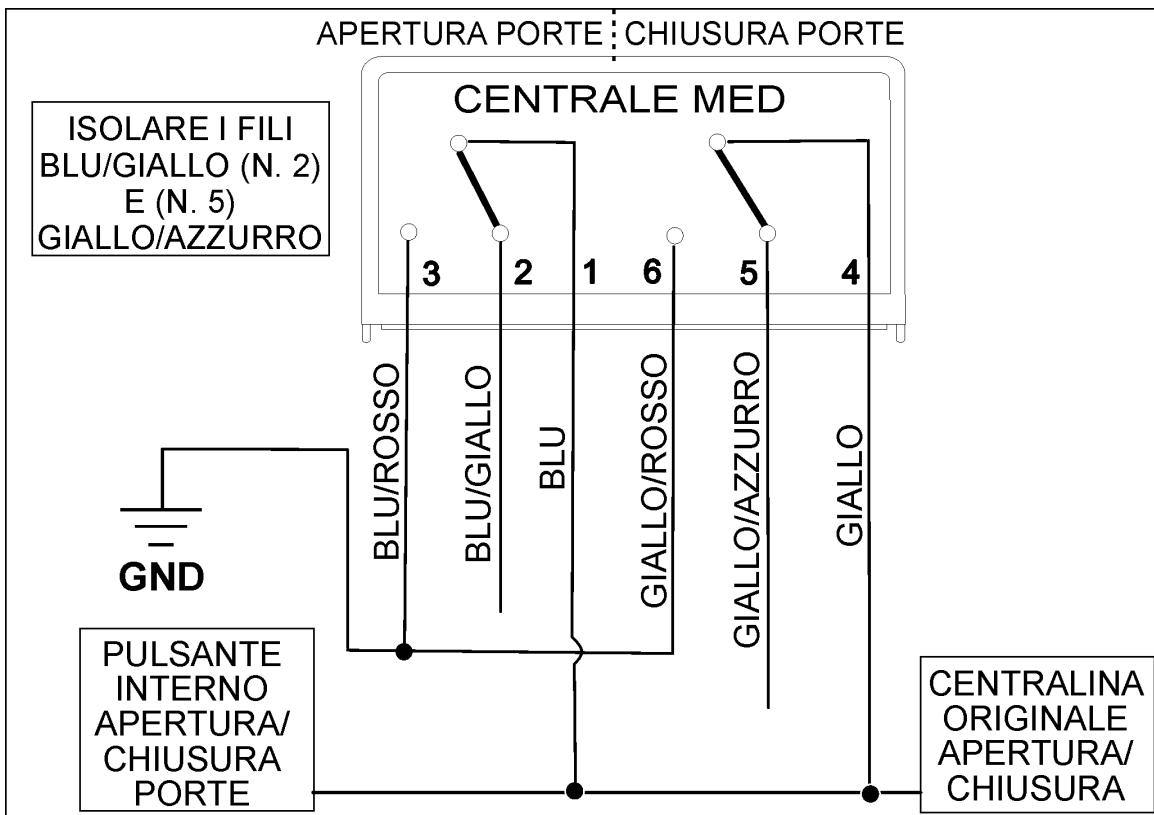 APERTURA PORTE CHIUSURA PORTE
CENTRALE MED
ISOLARE I FILI
BLU/GIALLO (N. 2)
E (N. 5)
GIALLO/AZZURRO
3 2 1 6 5 4
BLU/ROSSO
BLU/GIALLO
BLU
GIALLO/ROSSO
GIALLO/AZZURRO
GIALLO
GND
PULSANTE
INTERNO
APERTURA/
CHIUSURA
PORTE
CENTRALINA
ORIGINALE
APERTURA/
CHIUSURA